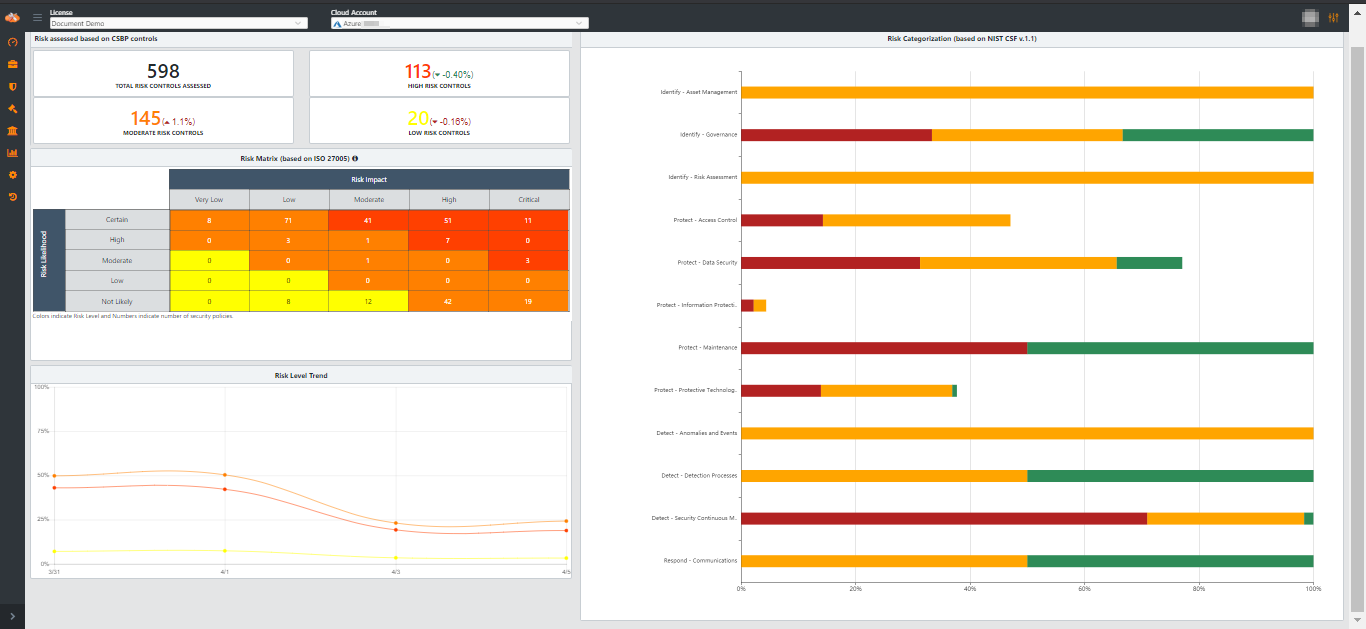 License
Document Demo
Cloud Account
Azure
Risk assessed based on CSBP controls
598
TOTAL RISK CONTROLS ASSESSED
113(▼ -0.40%)
HIGH RISK CONTROLS
145(▲ 1.1%)
MODERATE RISK CONTROLS
20(▼ -0.16%)
LOW RISK CONTROLS
Risk Matrix (based on ISO 27005)
Risk Impact
Very Low Low Moderate High Critical
Risk Likelihood
Certain 8 71 41 51 11
High 0 3 1 7 0
Moderate 0 0 1 0 3
Low 0 0 0 0 0
Not Likely 0 8 12 42 19
Colors indicate Risk Level and Numbers indicate number of security policies.
Risk Level Trend
100%
75%
50%
25%
0%
3/31 4/1 4/3 4/5
Risk Categorization (based on NIST CSF v.1.1)
Identify - Asset Management
Identify - Governance
Identify - Risk Assessment
Protect - Access Control
Protect - Data Security
Protect - Information Protecti..
Protect - Maintenance
Protect - Protective Technolog..
Detect - Anomalies and Events
Detect - Detection Processes
Detect - Security Continuous M..
Respond - Communications
0% 20% 40% 60% 80% 100%